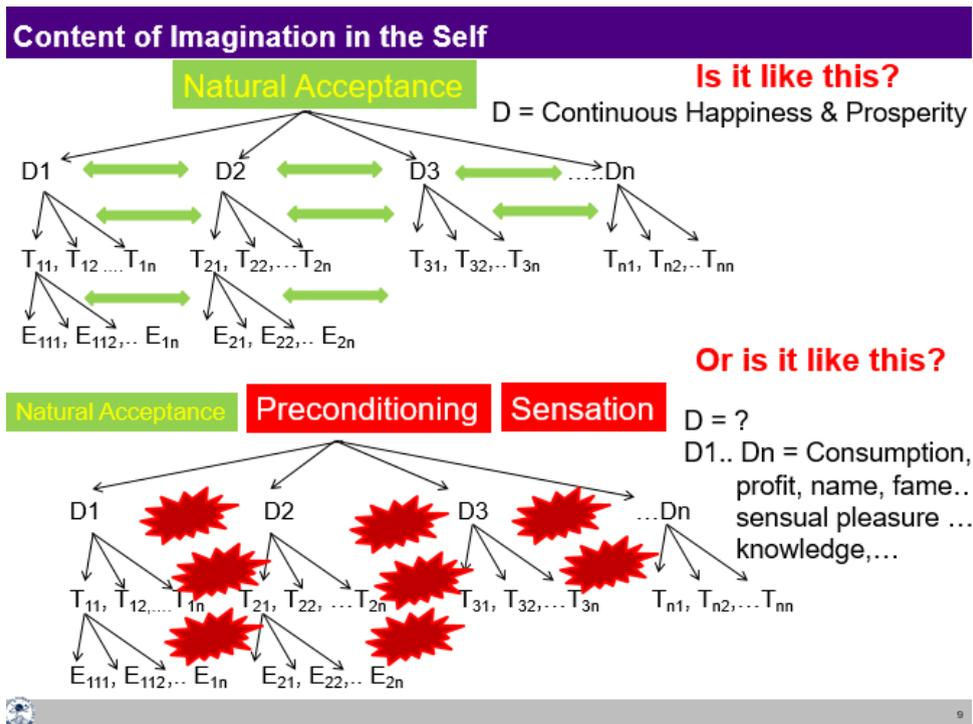 Content of Imagination in the Self
Natural Acceptance
Is it like this?
D = Continuous Happiness & Prosperity
D1 D2 D3 .....Dn
T11, T12 ....T1n T21, T22,...T2n T31, T32,..T3n Tn1, Tn2,..Tnn
E111, E112,.. E1n E21, E22,.. E2n
Or is it like this?
Natural Acceptance Preconditioning Sensation
D = ?
D1.. Dn = Consumption,
profit, name, fame..
sensual pleasure ...
knowledge,...
D1 D2 D3 ...Dn
T11, T12,.... T1n T21, T22, ...T2n T31, T32,...T3n Tn1, Tn2,...Tnn
E111, E112,.. E1n E21, E22,.. E2n
9